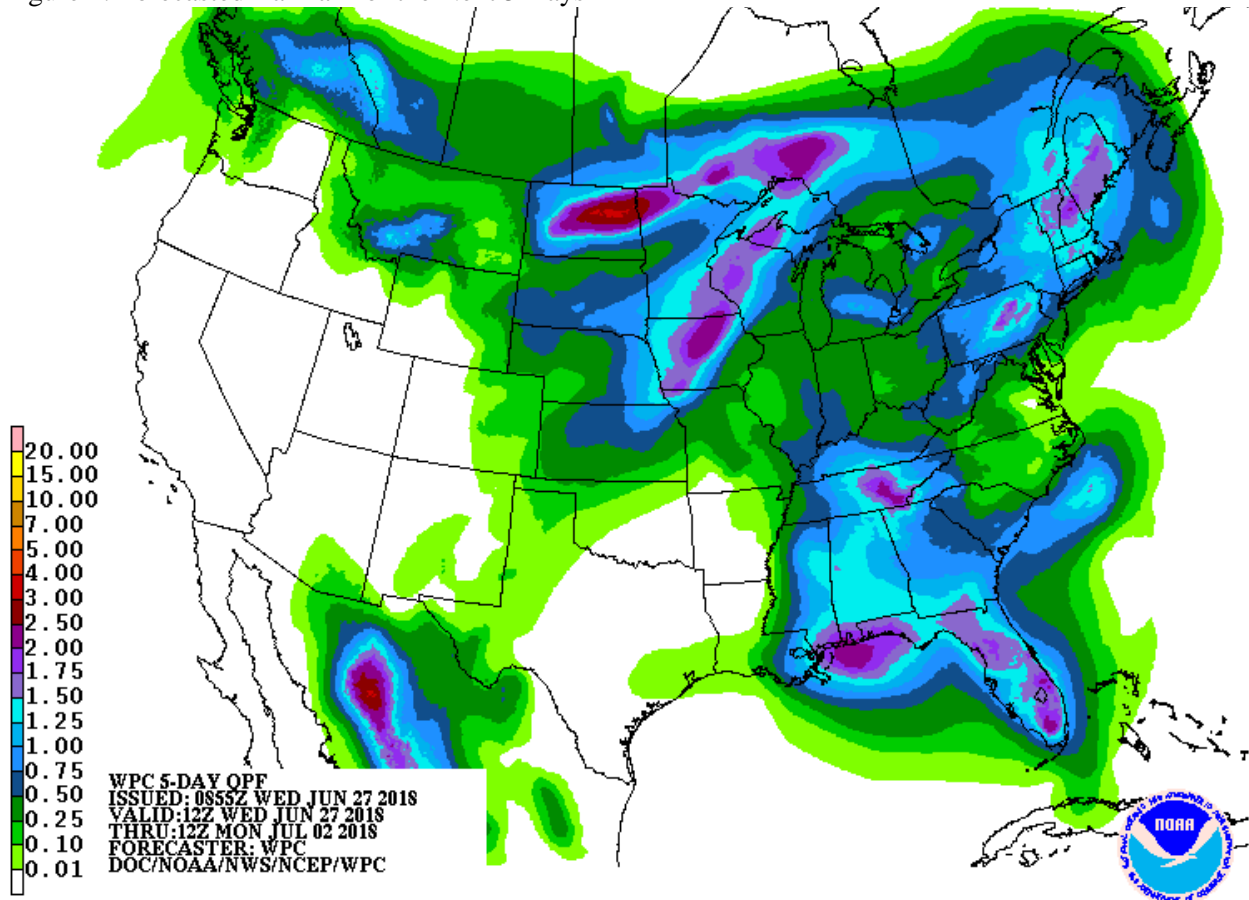 20.00
15.00
10.00
7.00
5.00
4.00
3.00
2.50
2.00
1.75
1.50
1.25
1.00
0.75
0.50
0.25
0.10
0.01
WPC 5-DAY QPF
ISSUED: 0855Z WED JUN 27 2018
VALID:12Z WED JUN 27 2018
THRU:12Z MON JUL 02 2018
FORECASTER: WPC
DOC/NOAA/NWS/NCEP/WPC
NOAA